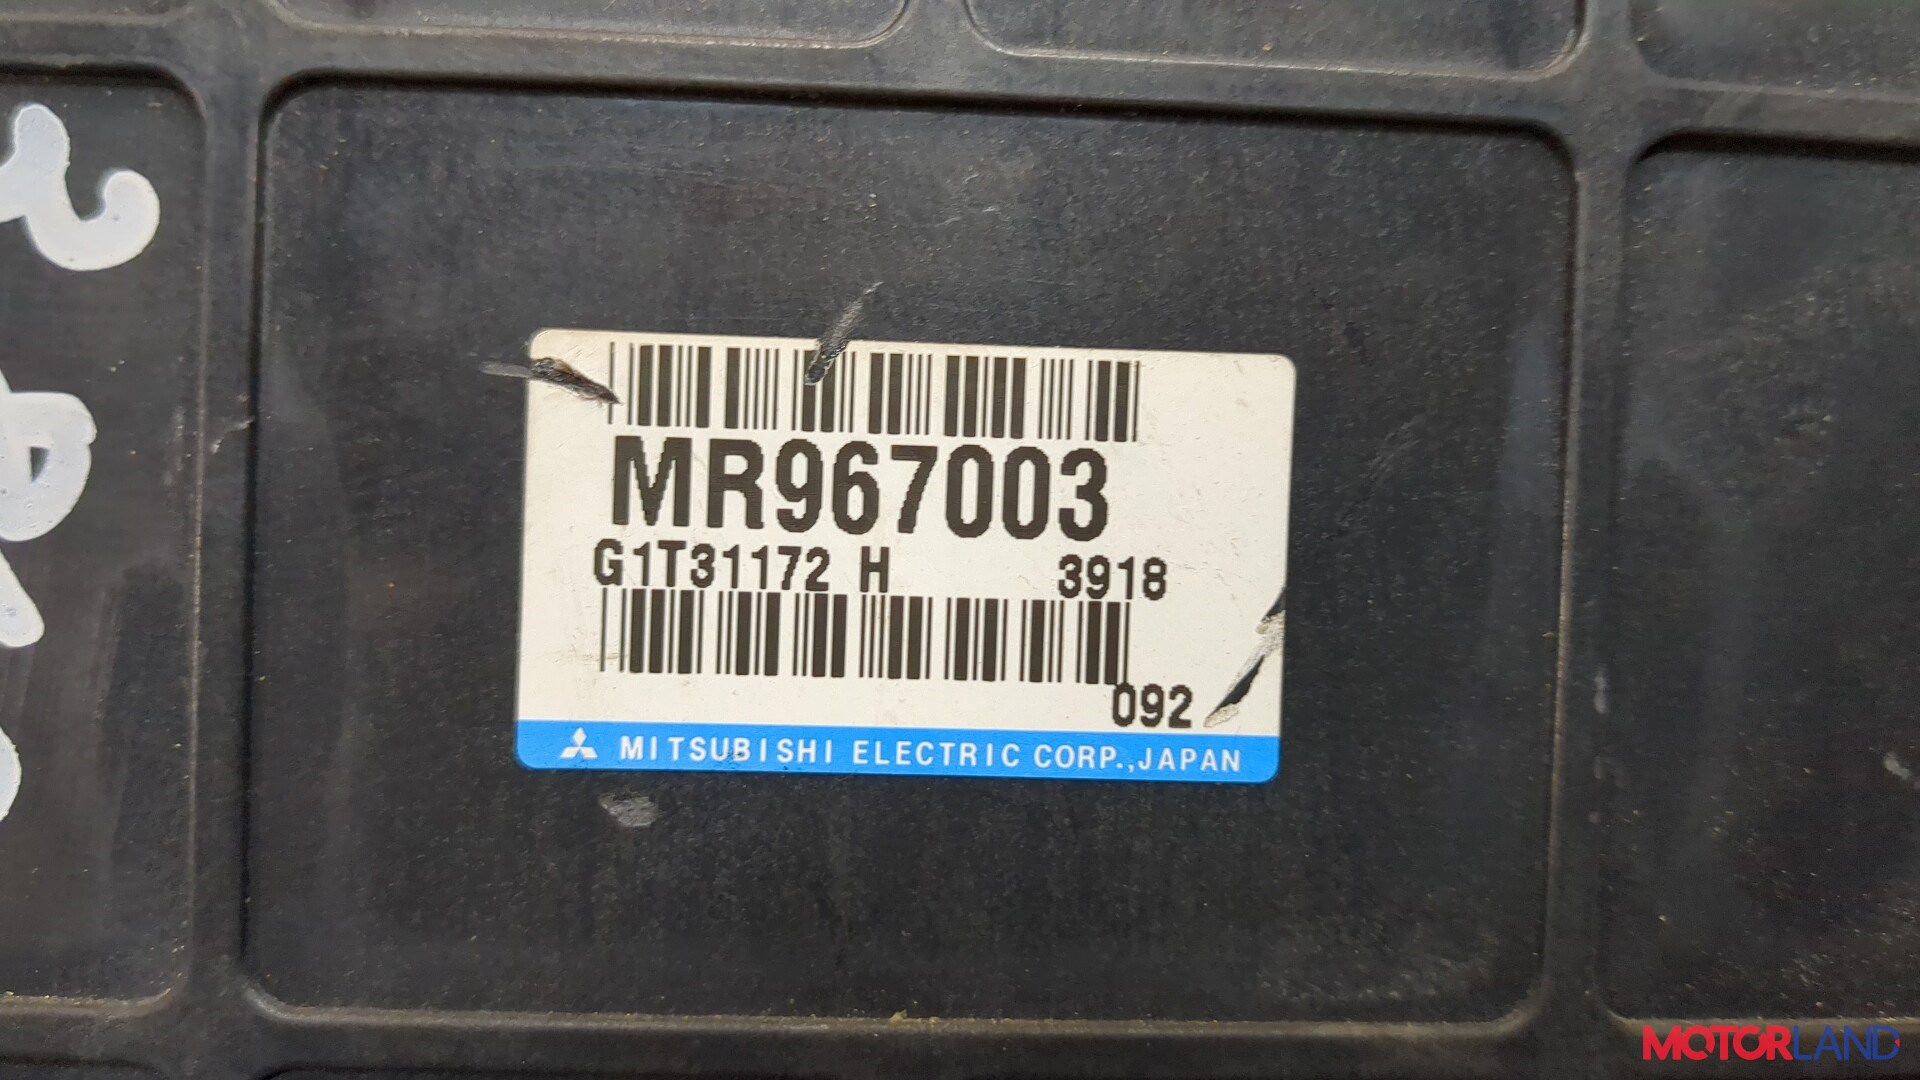 MR967003
G1T31172 H 3918
092
MITSUBISHI ELECTRIC CORP.,JAPAN
MOTORLAND